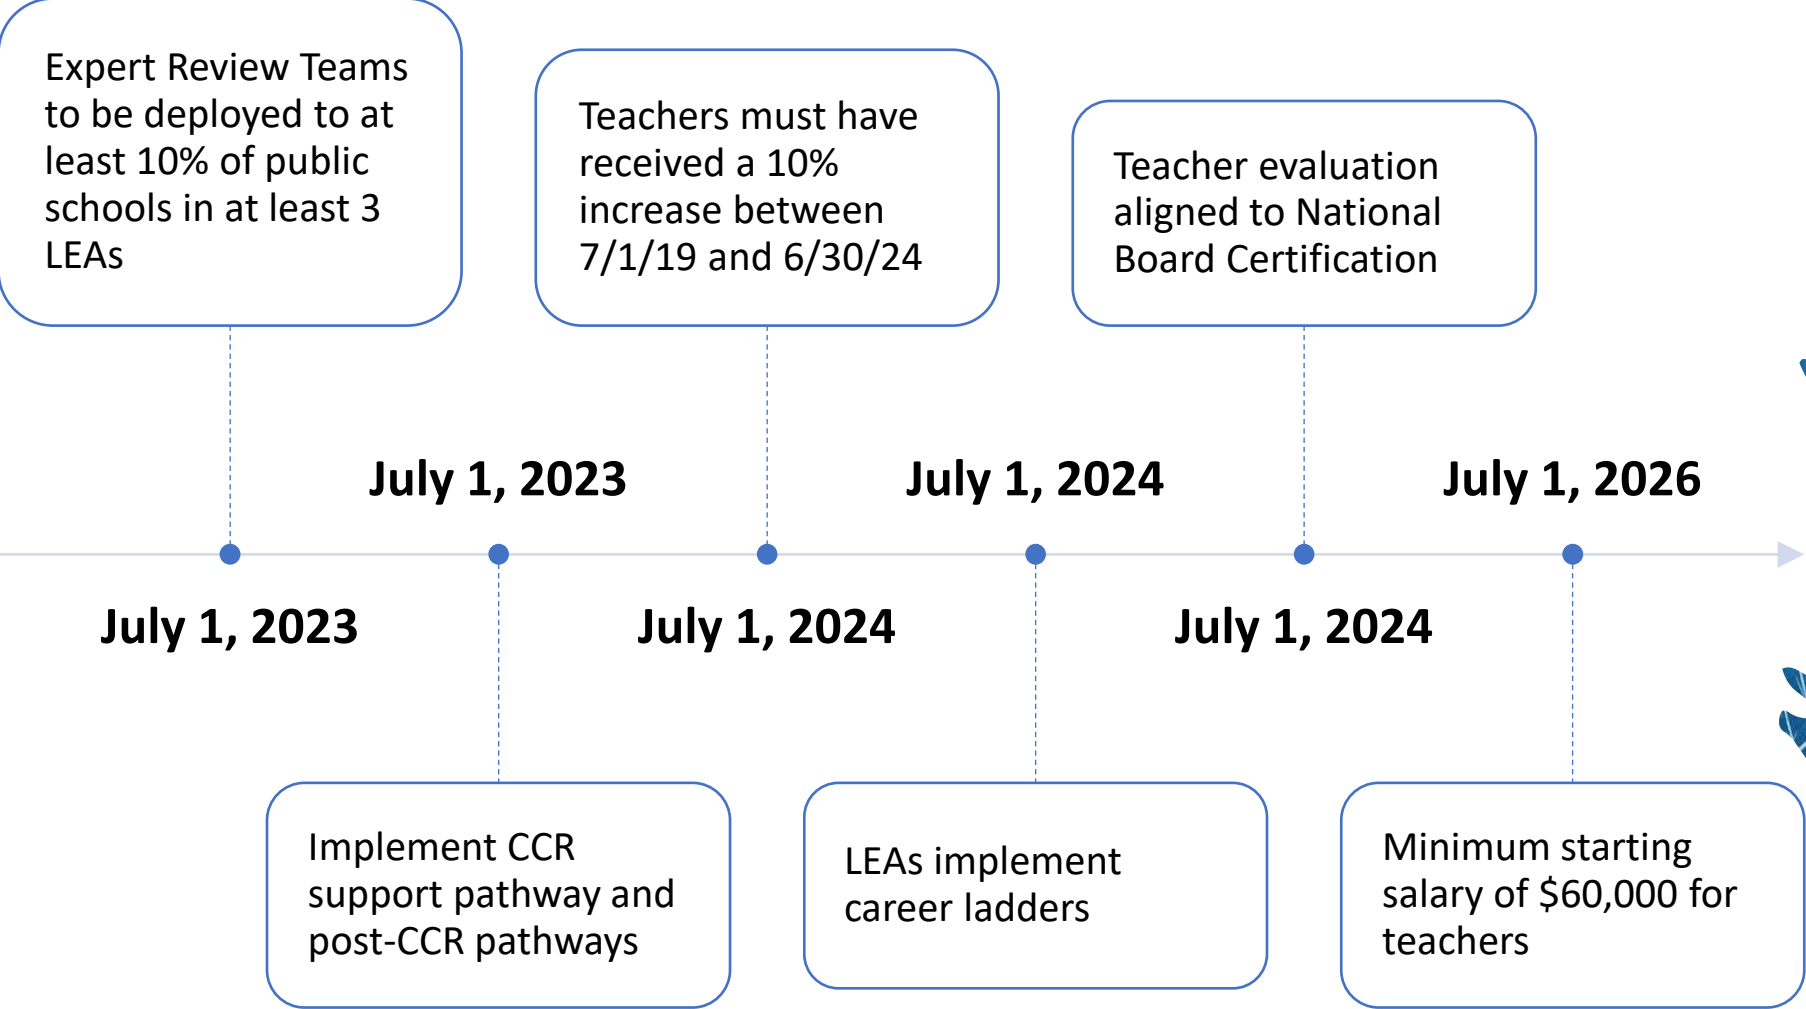 Expert Review Teams
to be deployed to at
least 10% of public
schools in at least 3
LEAs
July 1, 2023
July 1, 2023
Implement CCR
support pathway and
post-CCR pathways
Teachers must have
received a 10%
increase between
7/1/19 and 6/30/24
July 1, 2024
July 1, 2024
LEAs implement
career ladders
Teacher evaluation
aligned to National
Board Certification
July 1, 2024
July 1, 2026
Minimum starting
salary of $60,000 for
teachers